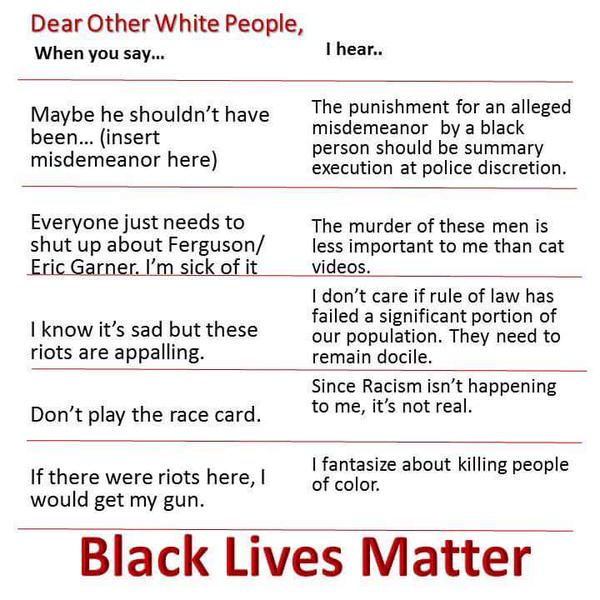 Dear Other White People,
When you say...
I hear..
Maybe he shouldn't have
been... (insert
misdemeanor here)
The punishment for an alleged
misdemeanor by a black
person should be summary
execution at police discretion.
Everyone just needs to
shut up about Ferguson/
Eric Garner. I'm sick of it
The murder of these men is
less important to me than cat
videos.
I know it's sad but these
riots are appalling.
I don't care if rule of law has
failed a significant portion of
our population. They need to
remain docile.
Don't play the race card.
Since Racism isn't happening
to me, it's not real.
If there were riots here, I
would get my gun.
I fantasize about killing people
of color.
Black Lives Matter